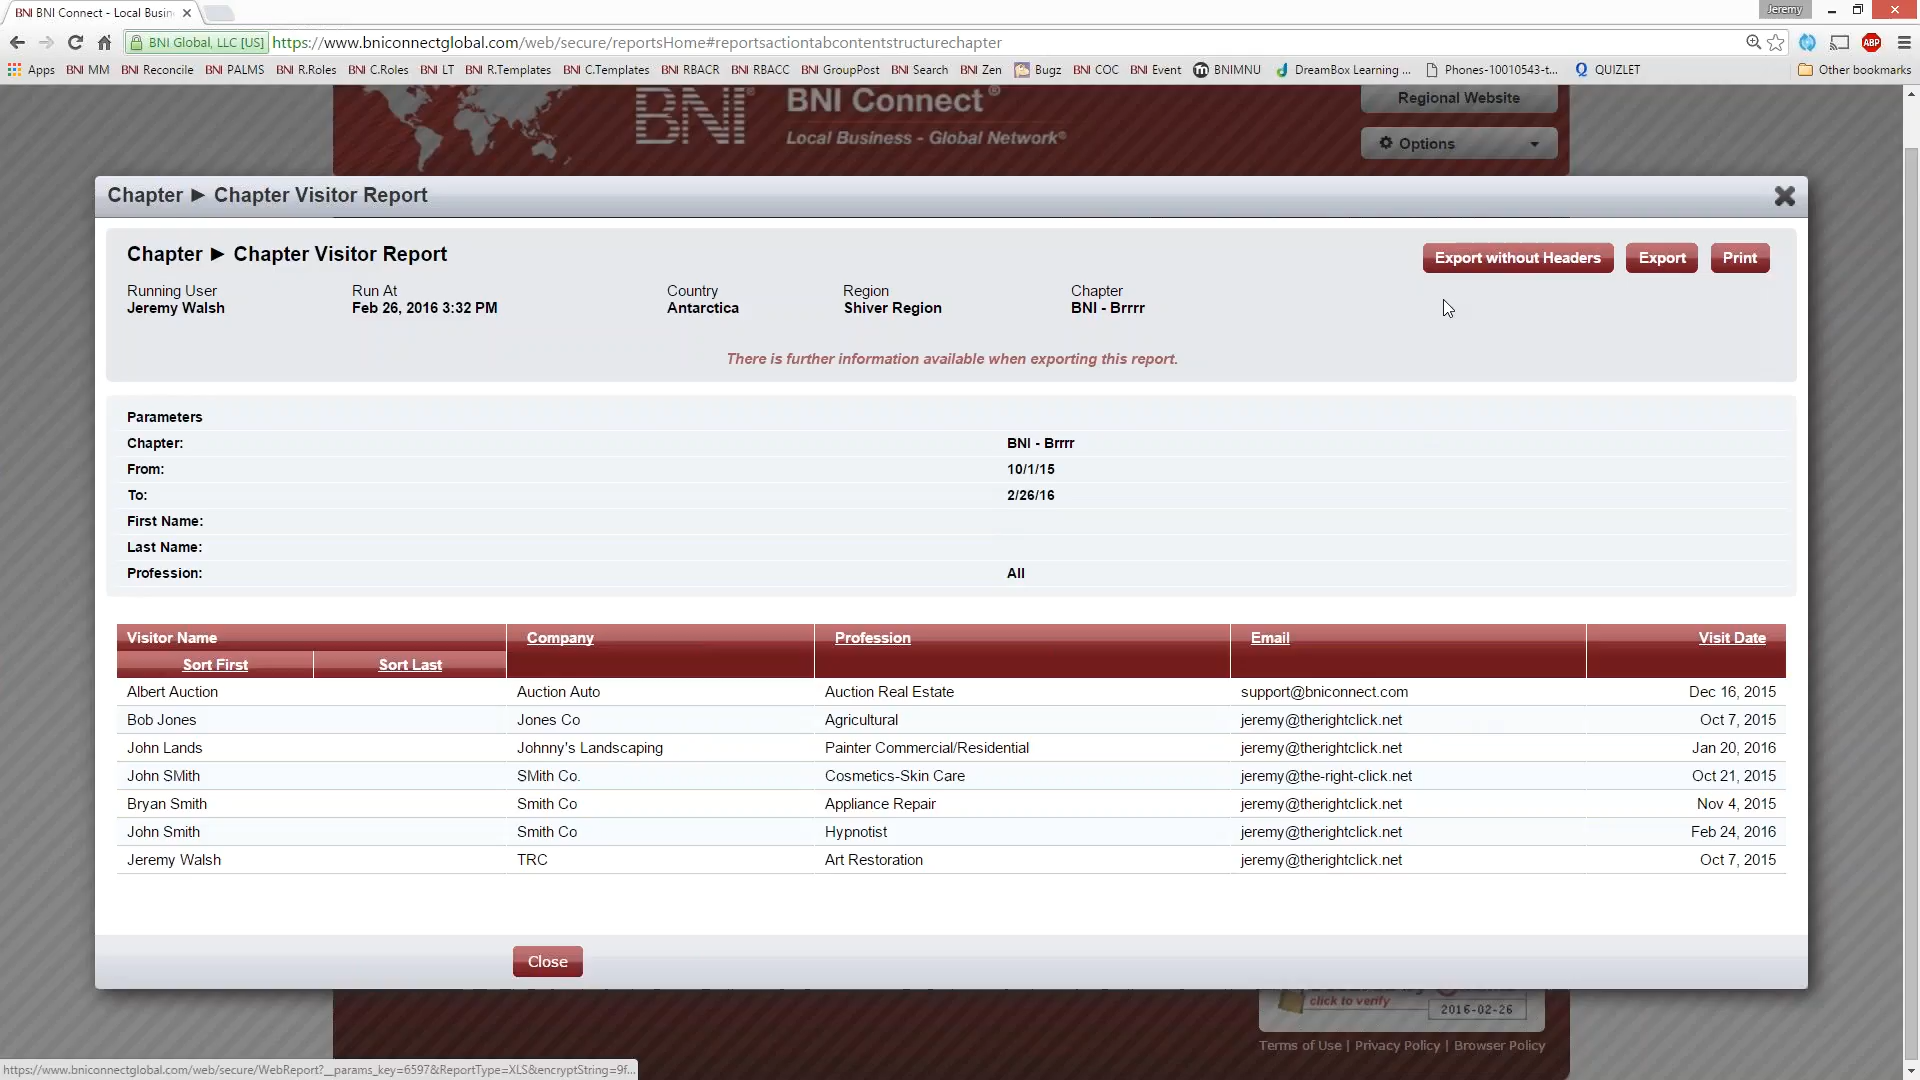 BNI BNI Connect - Local Busin
Jeremy
BNI Global, LLC [US] https://www.bniconnectglobal.com/web/secure/reportsHome#reportsactiontabcontentstructurechapter
Apps BNI MM BNI Reconcile BNI PALMS BNI R.Roles BNI C.Roles BNI LT BNI R.Templates BNI C.Templates BNI RBACR BNI RBACC BNI GroupPost BNI Search BNI Zen Bugz BNI COC BNI Event BNIMNU DreamBox Learning ... Phones-10010543-t... QUIZLET Other bookmarks
ABP
BNI® BNI Connect®
Local Business - Global Network®
Regional Website
Options
Chapter ► Chapter Visitor Report
Chapter ► Chapter Visitor Report
Export without Headers Export Print
Running User Run At Country Region Chapter
Jeremy Walsh Feb 26, 2016 3:32 PM Antarctica Shiver Region BNI - Brrrr
There is further information available when exporting this report.
Parameters
Chapter: BNI - Brrrr
From: 10/1/15
To: 2/26/16
First Name:
Last Name:
Profession: All
Visitor Name Company Profession Email Visit Date
Sort First Sort Last
Albert Auction Auction Auto Auction Real Estate support@bniconnect.com Dec 16, 2015
Bob Jones Jones Co Agricultural jeremy@therightclick.net Oct 7, 2015
John Lands Johnny's Landscaping Painter Commercial/Residential jeremy@therightclick.net Jan 20, 2016
John SMith SMith Co. Cosmetics-Skin Care jeremy@the-right-click.net Oct 21, 2015
Bryan Smith Smith Co Appliance Repair jeremy@therightclick.net Nov 4, 2015
John Smith Smith Co Hypnotist jeremy@therightclick.net Feb 24, 2016
Jeremy Walsh TRC Art Restoration jeremy@therightclick.net Oct 7, 2015
Close
click to verify
2016-02-26
Terms of Use | Privacy Policy | Browser Policy
https://www.bniconnectglobal.com/web/secure/WebReport?__params_key=6597&ReportType=XLS&encryptString=9f...